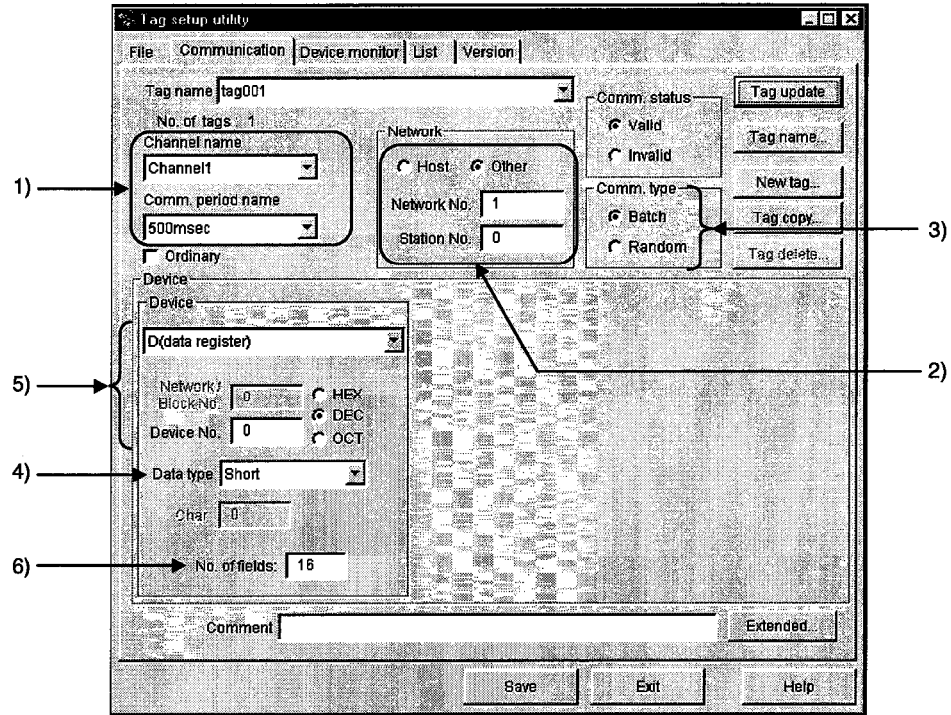 Tag setup utility
File Communication Device monitor List Version
Tag name tag001
Tag update
No. of tags : 1
Comm. status
Valid
Invalid
Tag name...
1)
Channel name
Channel1
Comm. period name
500msec
Ordinary
Network
Host Other
Network No. 1
Station No. 0
2)
Comm. type
Batch
Random
3)
New tag...
Tag copy...
Tag delete...
Device
Device
D(data register)
5)
Network/
Block No. 0
HEX
DEC
OCT
Device No. 0
4)
Data type Short
Char 0
6)
No. of fields: 16
Comment
Extended...
Save Exit Help